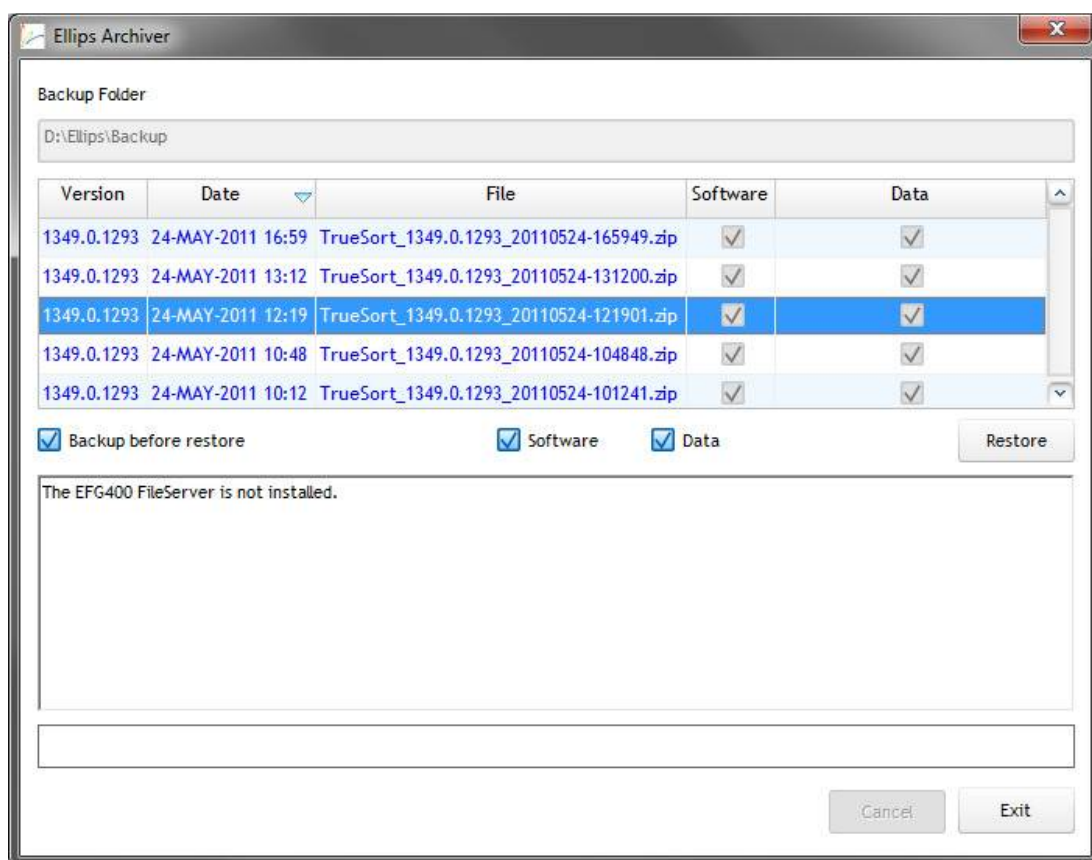 Ellips Archiver
Backup Folder
D:\Ellips\Backup
Version Date File Software Data
1349.0.1293 24-MAY-2011 16:59 TrueSort_1349.0.1293_20110524-165949.zip
1349.0.1293 24-MAY-2011 13:12 TrueSort_1349.0.1293_20110524-131200.zip
1349.0.1293 24-MAY-2011 12:19 TrueSort_1349.0.1293_20110524-121901.zip
1349.0.1293 24-MAY-2011 10:48 TrueSort_1349.0.1293_20110524-104848.zip
1349.0.1293 24-MAY-2011 10:12 TrueSort_1349.0.1293_20110524-101241.zip
Backup before restore Software Data Restore
The EFG400 FileServer is not installed.
Cancel Exit